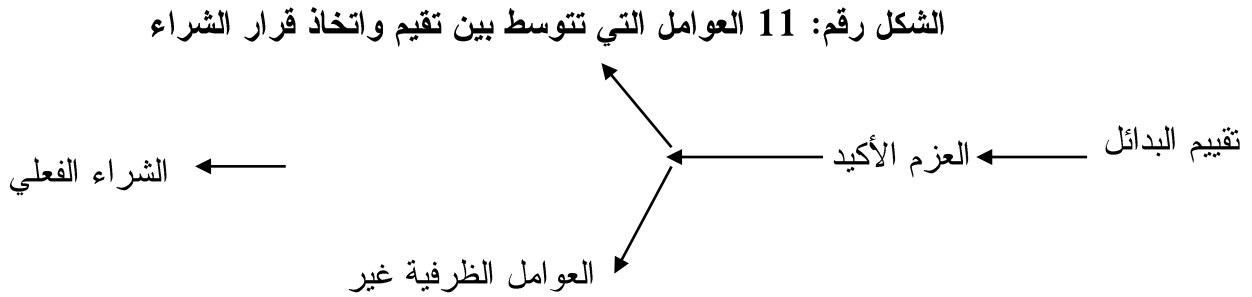 الشكل رقم: 11 العوامل التي تتوسط بين تقيم واتخاذ قرار الشراء
تقييم البدائل
العزم الأكيد
الشراء الفعلي
العوامل الظرفية غير